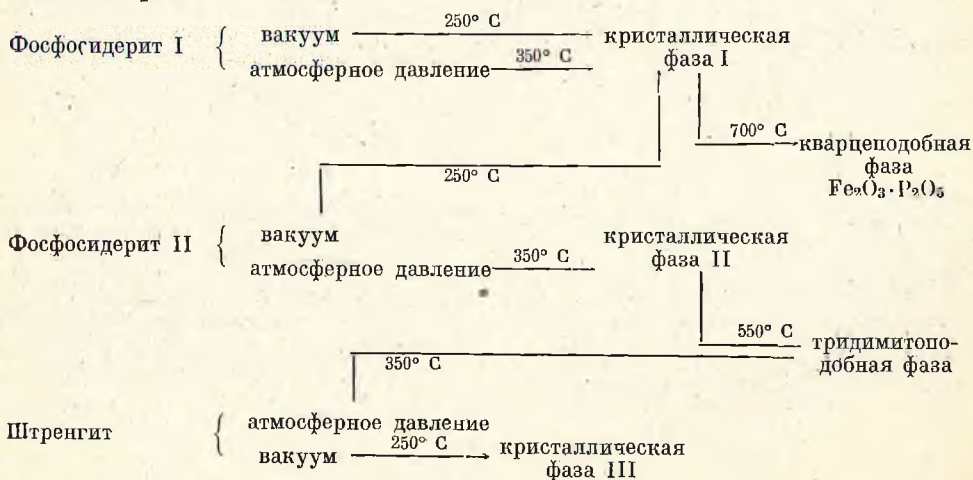 250° С
Фосфосидерит I { вакуум кристаллическая
350° С фаза I
атмосферное давление
700° С
кварцеподобная
фаза
250° С
Fe₂O₃·P₂O₅
Фосфосидерит II { вакуум кристаллическая
350° С фаза II
атмосферное давление
550° С
тридимитопо-
добная фаза
350° С
Штренгит { атмосферное давление
250° С
вакуум кристаллическая
фаза III